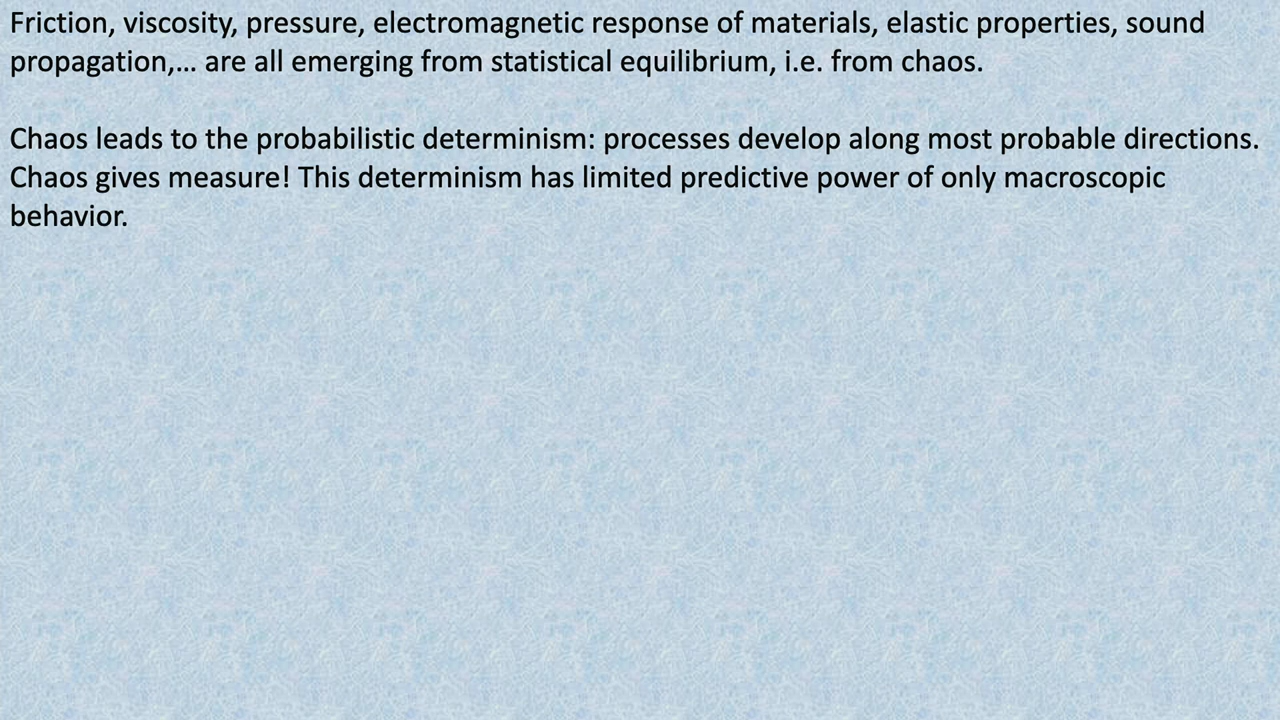 Friction, viscosity, pressure, electromagnetic response of materials, elastic properties, sound
propagation,... are all emerging from statistical equilibrium, i.e. from chaos.
Chaos leads to the probabilistic determinism: processes develop along most probable directions.
Chaos gives measure! This determinism has limited predictive power of only macroscopic
behavior.